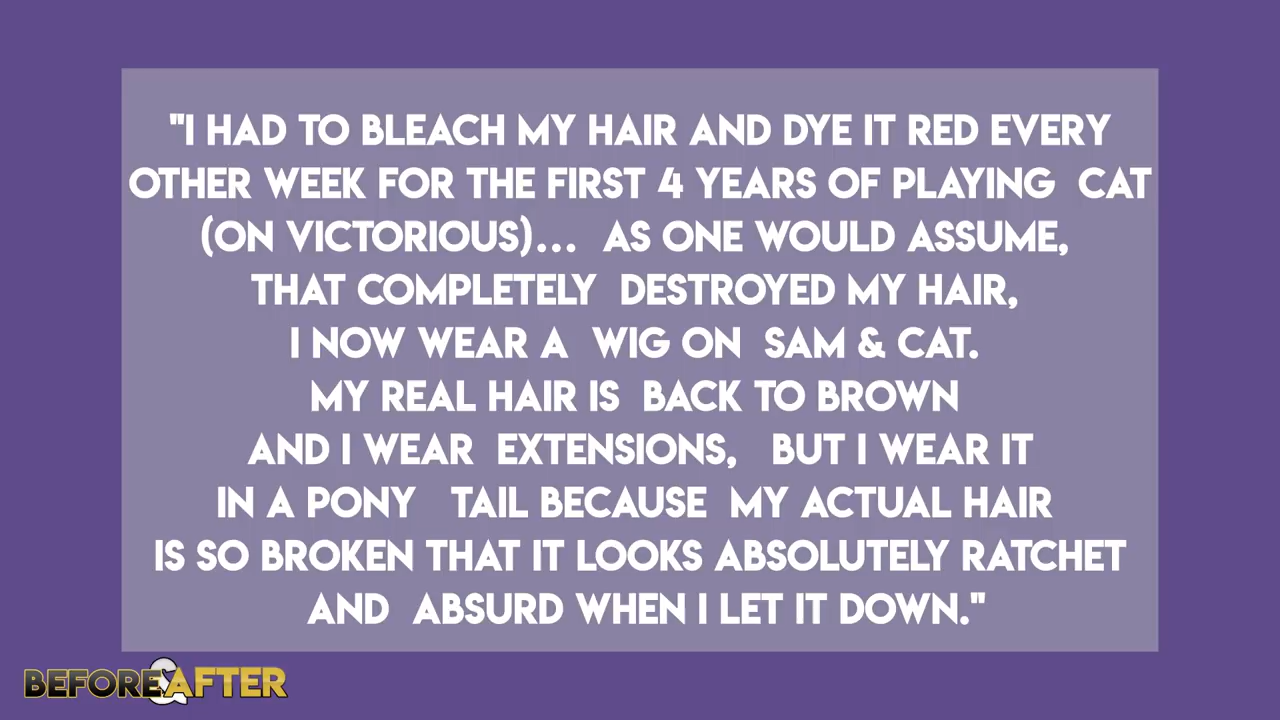 "I HAD TO BLEACH MY HAIR AND DYE IT RED EVERY
OTHER WEEK FOR THE FIRST 4 YEARS OF PLAYING CAT
(ON VICTORIOUS)... AS ONE WOULD ASSUME,
THAT COMPLETELY DESTROYED MY HAIR,
I NOW WEAR A WIG ON SAM & CAT.
MY REAL HAIR IS BACK TO BROWN
AND I WEAR EXTENSIONS, BUT I WEAR IT
IN A PONY TAIL BECAUSE MY ACTUAL HAIR
IS SO BROKEN THAT IT LOOKS ABSOLUTELY RATCHET
AND ABSURD WHEN I LET IT DOWN."
BEFORE&AFTER